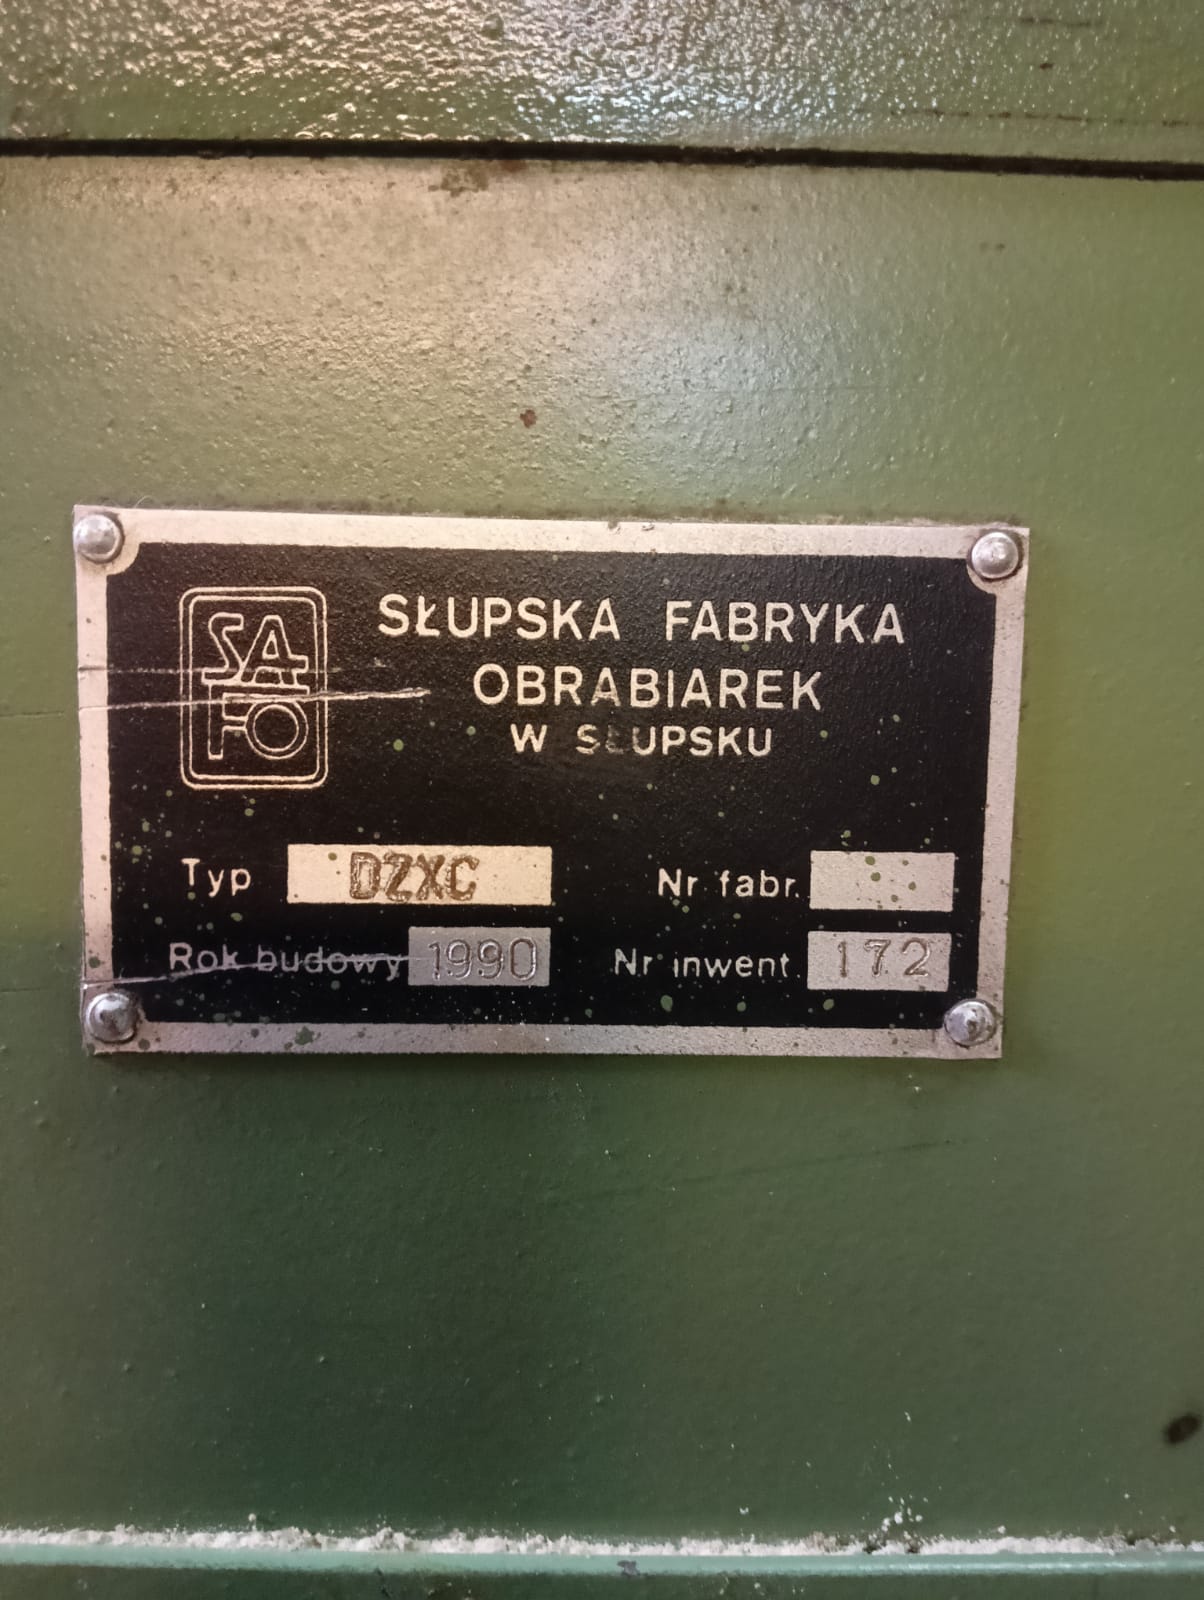 SAFO
SŁUPSKA FABRYKA
OBRABIAREK
W SŁUPSKU
Typ DZXC Nr fabr.
Rok budowy 1990 Nr inwent. 172